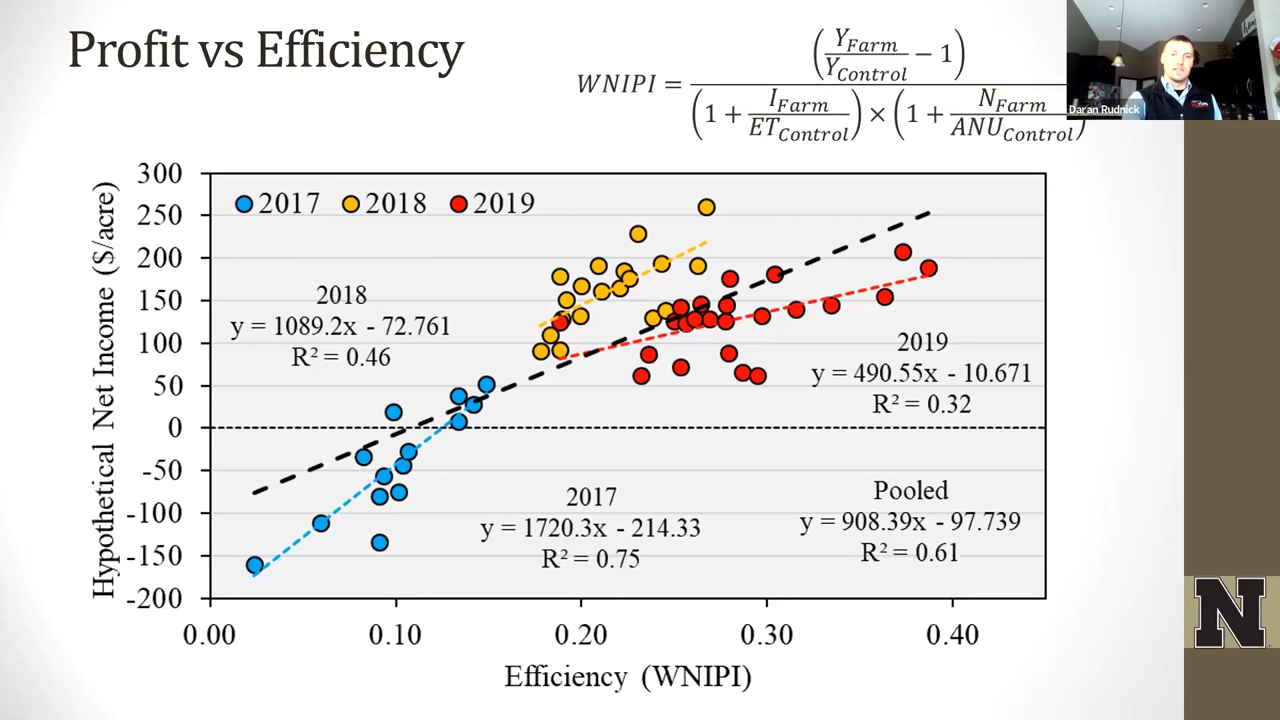 Profit vs Efficiency
WNIPI = (Y_Farm / Y_Control − 1) / ((1 + I_Farm / ET_Control) × (1 + N_Farm / ANU_Control))
Daran Rudnick
Hypothetical Net Income ($/acre)
300
250
200
150
100
50
0
-50
-100
-150
-200
2017 2018 2019
2018
y = 1089.2x - 72.761
R² = 0.46
2019
y = 490.55x - 10.671
R² = 0.32
2017
y = 1720.3x - 214.33
R² = 0.75
Pooled
y = 908.39x - 97.739
R² = 0.61
0.00 0.10 0.20 0.30 0.40
Efficiency (WNIPI)
N